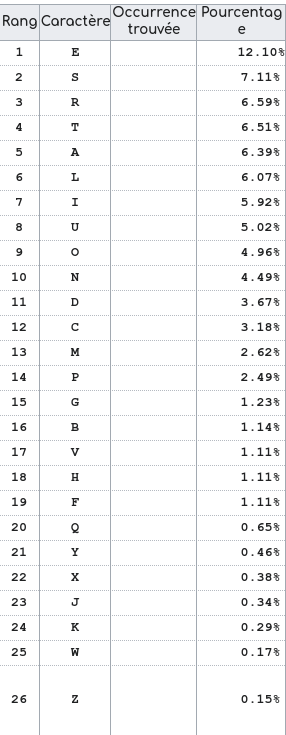 Rang Caractère Occurrence trouvée Pourcentag e
1 E 12.10%
2 S 7.11%
3 R 6.59%
4 T 6.51%
5 A 6.39%
6 L 6.07%
7 I 5.92%
8 U 5.02%
9 O 4.96%
10 N 4.49%
11 D 3.67%
12 C 3.18%
13 M 2.62%
14 P 2.49%
15 G 1.23%
16 B 1.14%
17 V 1.11%
18 H 1.11%
19 F 1.11%
20 Q 0.65%
21 Y 0.46%
22 X 0.38%
23 J 0.34%
24 K 0.29%
25 W 0.17%
26 Z 0.15%